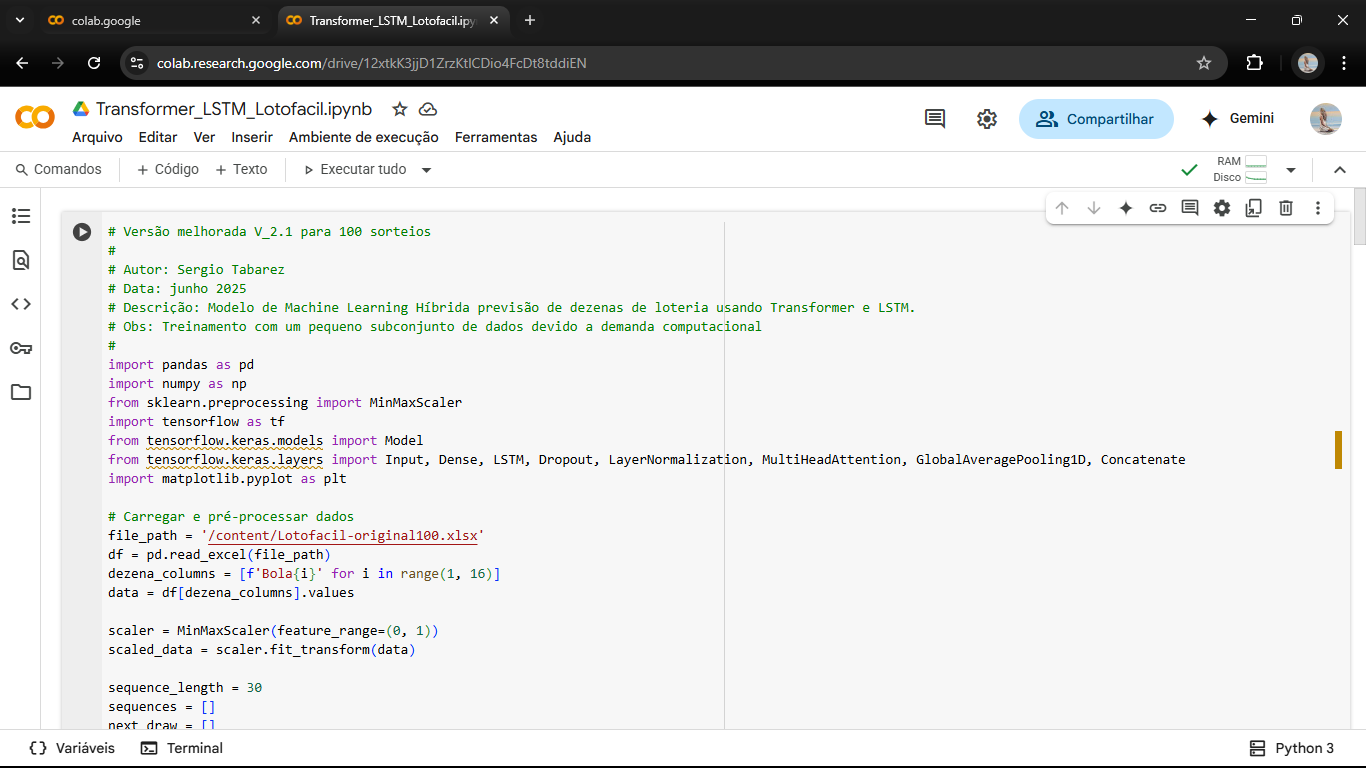 colab.google
Transformer_LSTM_Lotofacil.ipy
colab.research.google.com/drive/12xtkK3jjD1ZrzKtlCDio4FcDt8tddiEN
Transformer_LSTM_Lotofacil.ipynb
Arquivo Editar Ver Inserir Ambiente de execução Ferramentas Ajuda
Compartilhar
Gemini
Comandos + Código + Texto Executar tudo
RAM
Disco
# Versão melhorada V_2.1 para 100 sorteios
#
# Autor: Sergio Tabarez
# Data: junho 2025
# Descrição: Modelo de Machine Learning Híbrida previsão de dezenas de loteria usando Transformer e LSTM.
# Obs: Treinamento com um pequeno subconjunto de dados devido a demanda computacional
#
import pandas as pd
import numpy as np
from sklearn.preprocessing import MinMaxScaler
import tensorflow as tf
from tensorflow.keras.models import Model
from tensorflow.keras.layers import Input, Dense, LSTM, Dropout, LayerNormalization, MultiHeadAttention, GlobalAveragePooling1D, Concatenate
import matplotlib.pyplot as plt
# Carregar e pré-processar dados
file_path = '/content/Lotofacil-original100.xlsx'
df = pd.read_excel(file_path)
dezena_columns = [f'Bola{i}' for i in range(1, 16)]
data = df[dezena_columns].values
scaler = MinMaxScaler(feature_range=(0, 1))
scaled_data = scaler.fit_transform(data)
sequence_length = 30
sequences = []
next_draw = []
Variáveis Terminal
Python 3